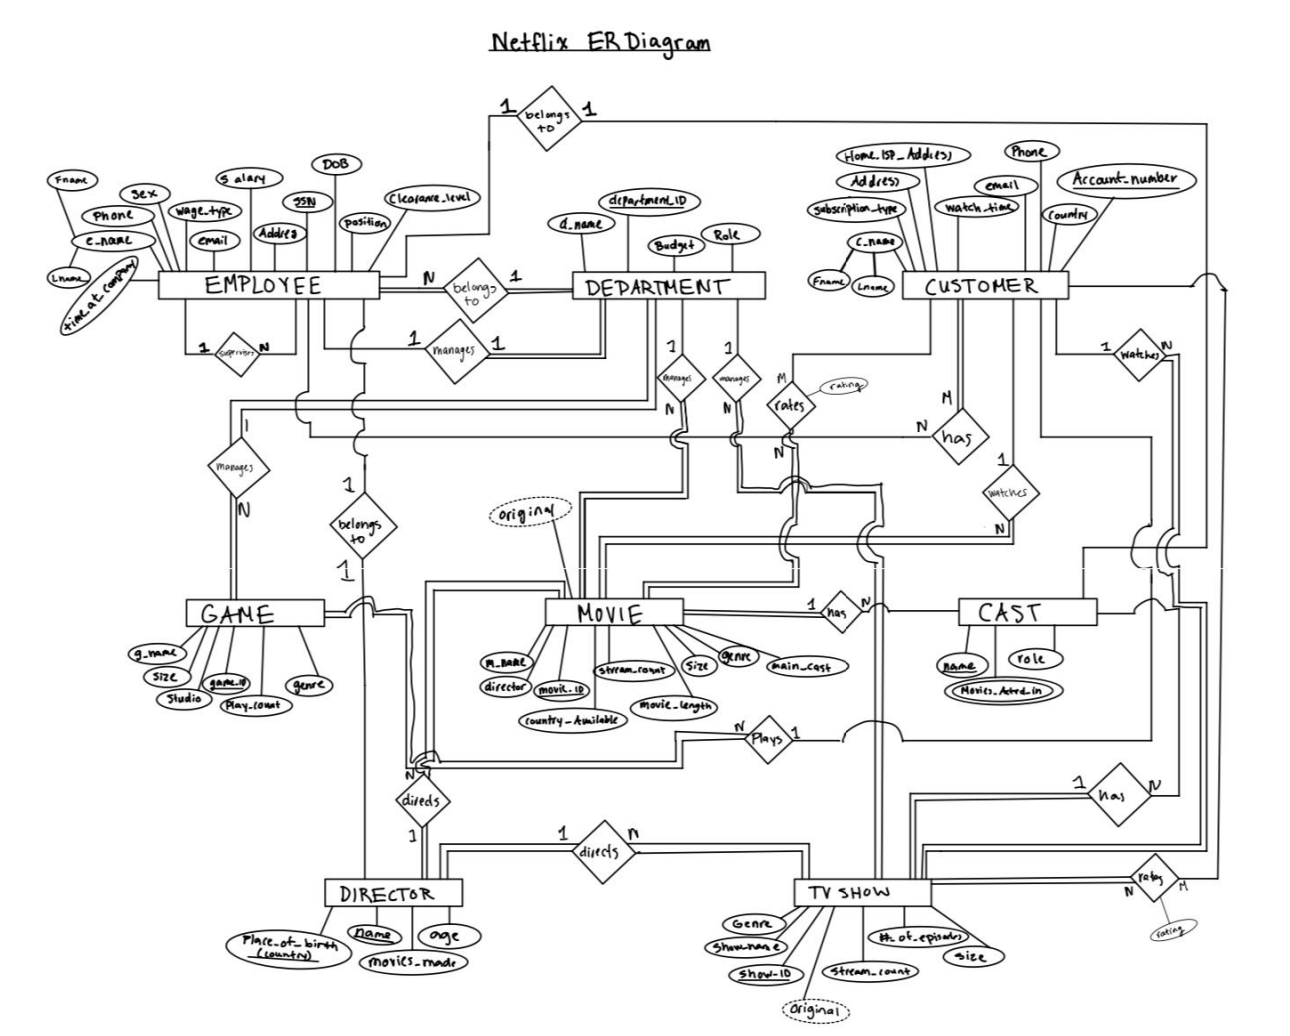 Netflix ER Diagram
1
belongs
to
1
Fname
Sex
Salary
DOB
Phone
wage_type
SSN
Clearance_level
e_name
email
Address
Position
Lname
time_at_company
EMPLOYEE
department_ID
d_name
Budget
Role
DEPARTMENT
Home_ISP_Address
Phone
Address
email
Account_number
Subscription_type
Watch_time
Country
C_name
Fname
Lname
CUSTOMER
N
belongs
to
1
1
supervises
N
1
manages
1
1
manages
N
1
manages
N
M
rates
rating
N
M
has
N
1
watches
N
1
watches
N
1
manages
N
1
belongs
to
1
original
GAME
g_name
Size
Studio
game_ID
Play_count
genre
MOVIE
m_name
director
movie_ID
country_Available
stream_count
movie_length
Size
genre
main_cast
1
has
N
CAST
name
Movies_Acted_in
role
N
Plays
1
N
directs
1
1
directs
N
1
has
N
DIRECTOR
Place_of_birth
(country)
name
movies_made
age
TV SHOW
Genre
Show_name
Show_ID
Original
stream_count
#_of_episodes
size
N
rates
M
rating